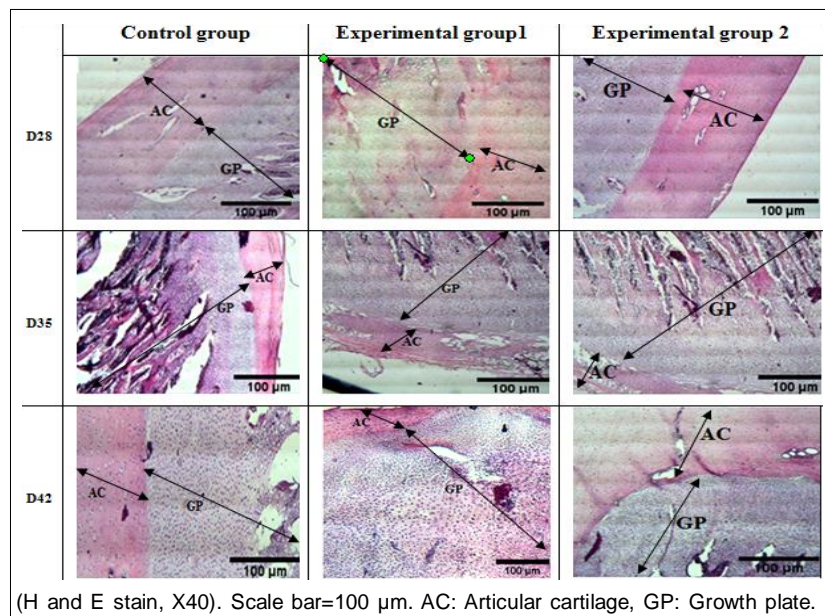 Control group Experimental group1 Experimental group 2
D28
AC
GP
100 µm
GP
AC
100 µm
GP
AC
100 µm
D35
AC
GP
100 µm
GP
AC
100 µm
GP
AC
100 µm
D42
AC
GP
100 µm
AC
GP
100 µm
AC
GP
100 µm
(H and E stain, X40). Scale bar=100 µm. AC: Articular cartilage, GP: Growth plate.